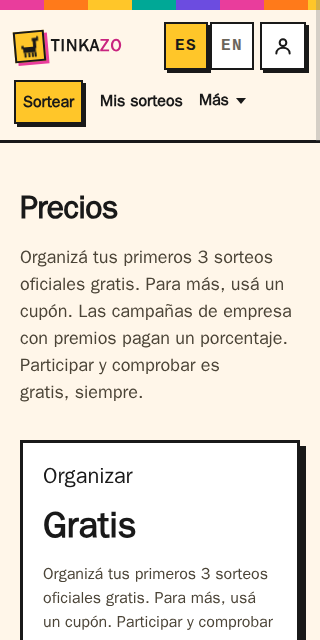 TINKAZO
ES
EN
Sortear
Mis sorteos
Más
Precios
Organizá tus primeros 3 sorteos
oficiales gratis. Para más, usá un
cupón. Las campañas de empresa
con premios pagan un porcentaje.
Participar y comprobar es
gratis, siempre.
Organizar
Gratis
Organizá tus primeros 3 sorteos
oficiales gratis. Para más, usá
un cupón. Participar y comprobar